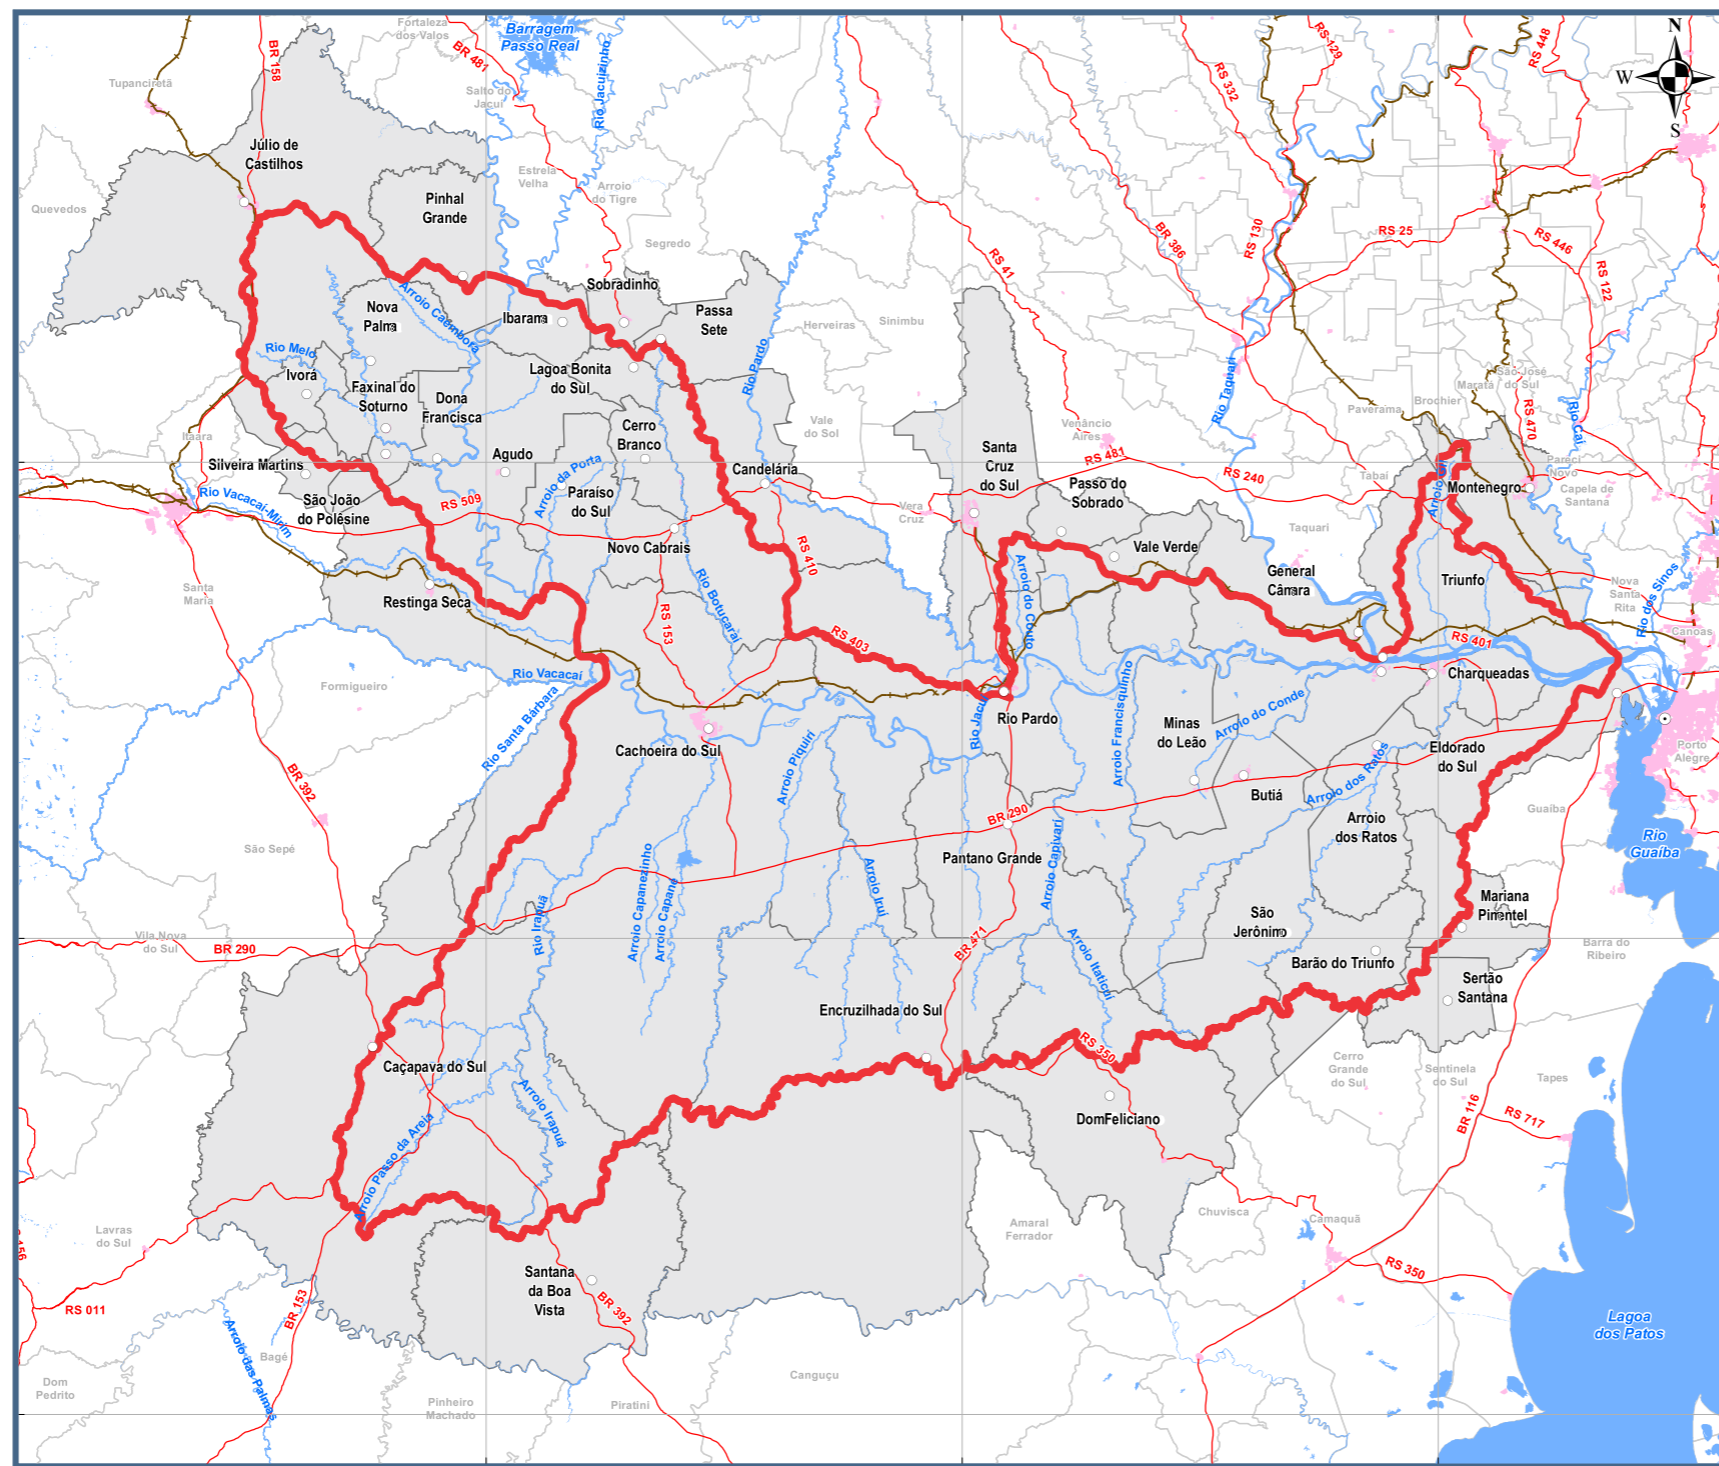 Fortaleza
dos Valos
Barragem
Passo Real
Rio Jacuizinho
BR 158
BR 481
RS 129
RS 448
RS 332
N
W
S
Tupanciretã
Salto do
Jacuí
Júlio de
Castilhos
Estrela
Velha
Arroio
do Tigre
Pinhal
Grande
Quevedos
Segredo
RS 41
BR 386
RS 130
RS 25
RS 446
RS 122
Sobradinho
Passa
Sete
Nova
Palma
Arroio Caemborá
Ibarama
Herveiras
Sinimbu
Rio Pardo
Rio Melo
Ivorá
Lagoa Bonita
do Sul
Faxinal do
Soturno
Dona
Francisca
Rio Taquari
São José
do Sul
Maratá
Brochier
Paverama
RS 470
Rio Caí
Cerro
Branco
Vale
do Sol
Venâncio
Aires
Itaara
Silveira Martins
Agudo
Arroio da Porta
Candelária
Santa
Cruz
do Sul
RS 481
RS 240
Passo do
Sobrado
Tabaí
Pareci
Novo
Montenegro
Capela de
Santana
Rio Vacacaí-Mirim
São João
do Polêsine
RS 509
Paraíso
do Sul
Vera
Cruz
Taquari
Arroio
Novo Cabrais
RS 410
Vale Verde
Santa
Maria
Restinga Seca
Rio Botucaraí
RS 153
Arroio do Couto
General
Câmara
Triunfo
Nova
Santa
Rita
Rio dos Sinos
Canoas
RS 403
RS 401
Formigueiro
Rio Vacacaí
Rio Santa Bárbara
Charqueadas
Rio Jacuí
Rio Pardo
Arroio Francisquinho
Minas
do Leão
Arroio do Conde
Cachoeira do Sul
Arroio Piquiri
Eldorado
do Sul
Porto
Alegre
BR 392
Arroio dos Ratos
Butiá
Guaíba
BR 290
Arroio
dos Ratos
São Sepé
Pantano Grande
Arroio Capivarí
Rio
Guaíba
Arroio Capanezinho
Arroio Capané
Arroio Iruí
Mariana
Pimentel
Rio Irapuã
São
Jerônimo
Vila Nova
do Sul
BR 290
BR 471
Arroio Itaticuí
Barra do
Ribeiro
Barão do Triunfo
Sertão
Santana
Encruzilhada do Sul
RS 350
Caçapava do Sul
Cerro
Grande
do Sul
Sentinela
do Sul
Tapes
Arroio Irapuá
Arroio Passo da Areia
DomFeliciano
BR 116
RS 717
Lavras
do Sul
Amaral
Ferrador
Chuvisca
Camaquã
RS 350
156
RS 011
BR 153
Santana
da Boa
Vista
BR 392
Lagoa
dos Patos
Arroio das Palmas
Bagé
Dom
Pedrito
Pinheiro
Machado
Piratini
Canguçu